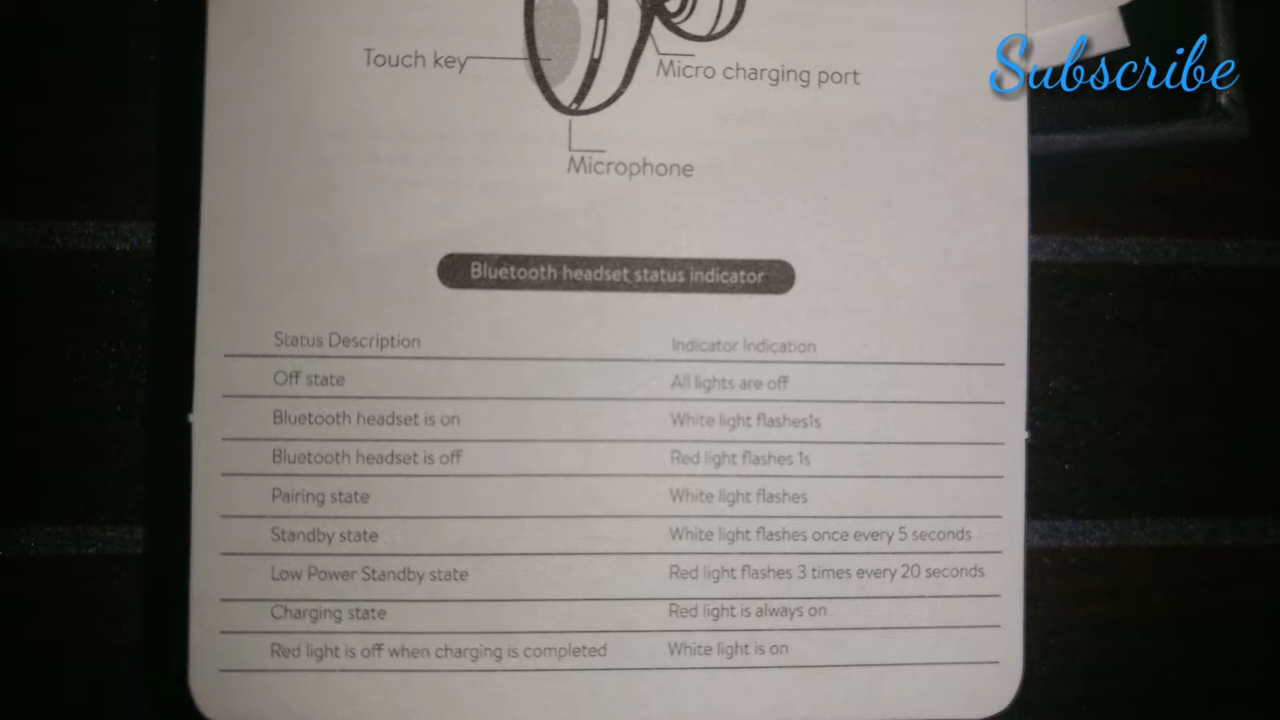 Subscribe
Touch key
Micro charging port
Microphone
Bluetooth headset status indicator
Status Description Indicator Indication
Off state All lights are off
Bluetooth headset is on White light flashes1s
Bluetooth headset is off Red light flashes 1s
Pairing state White light flashes
Standby state White light flashes once every 5 seconds
Low Power Standby state Red light flashes 3 times every 20 seconds
Charging state Red light is always on
Red light is off when charging is completed White light is on